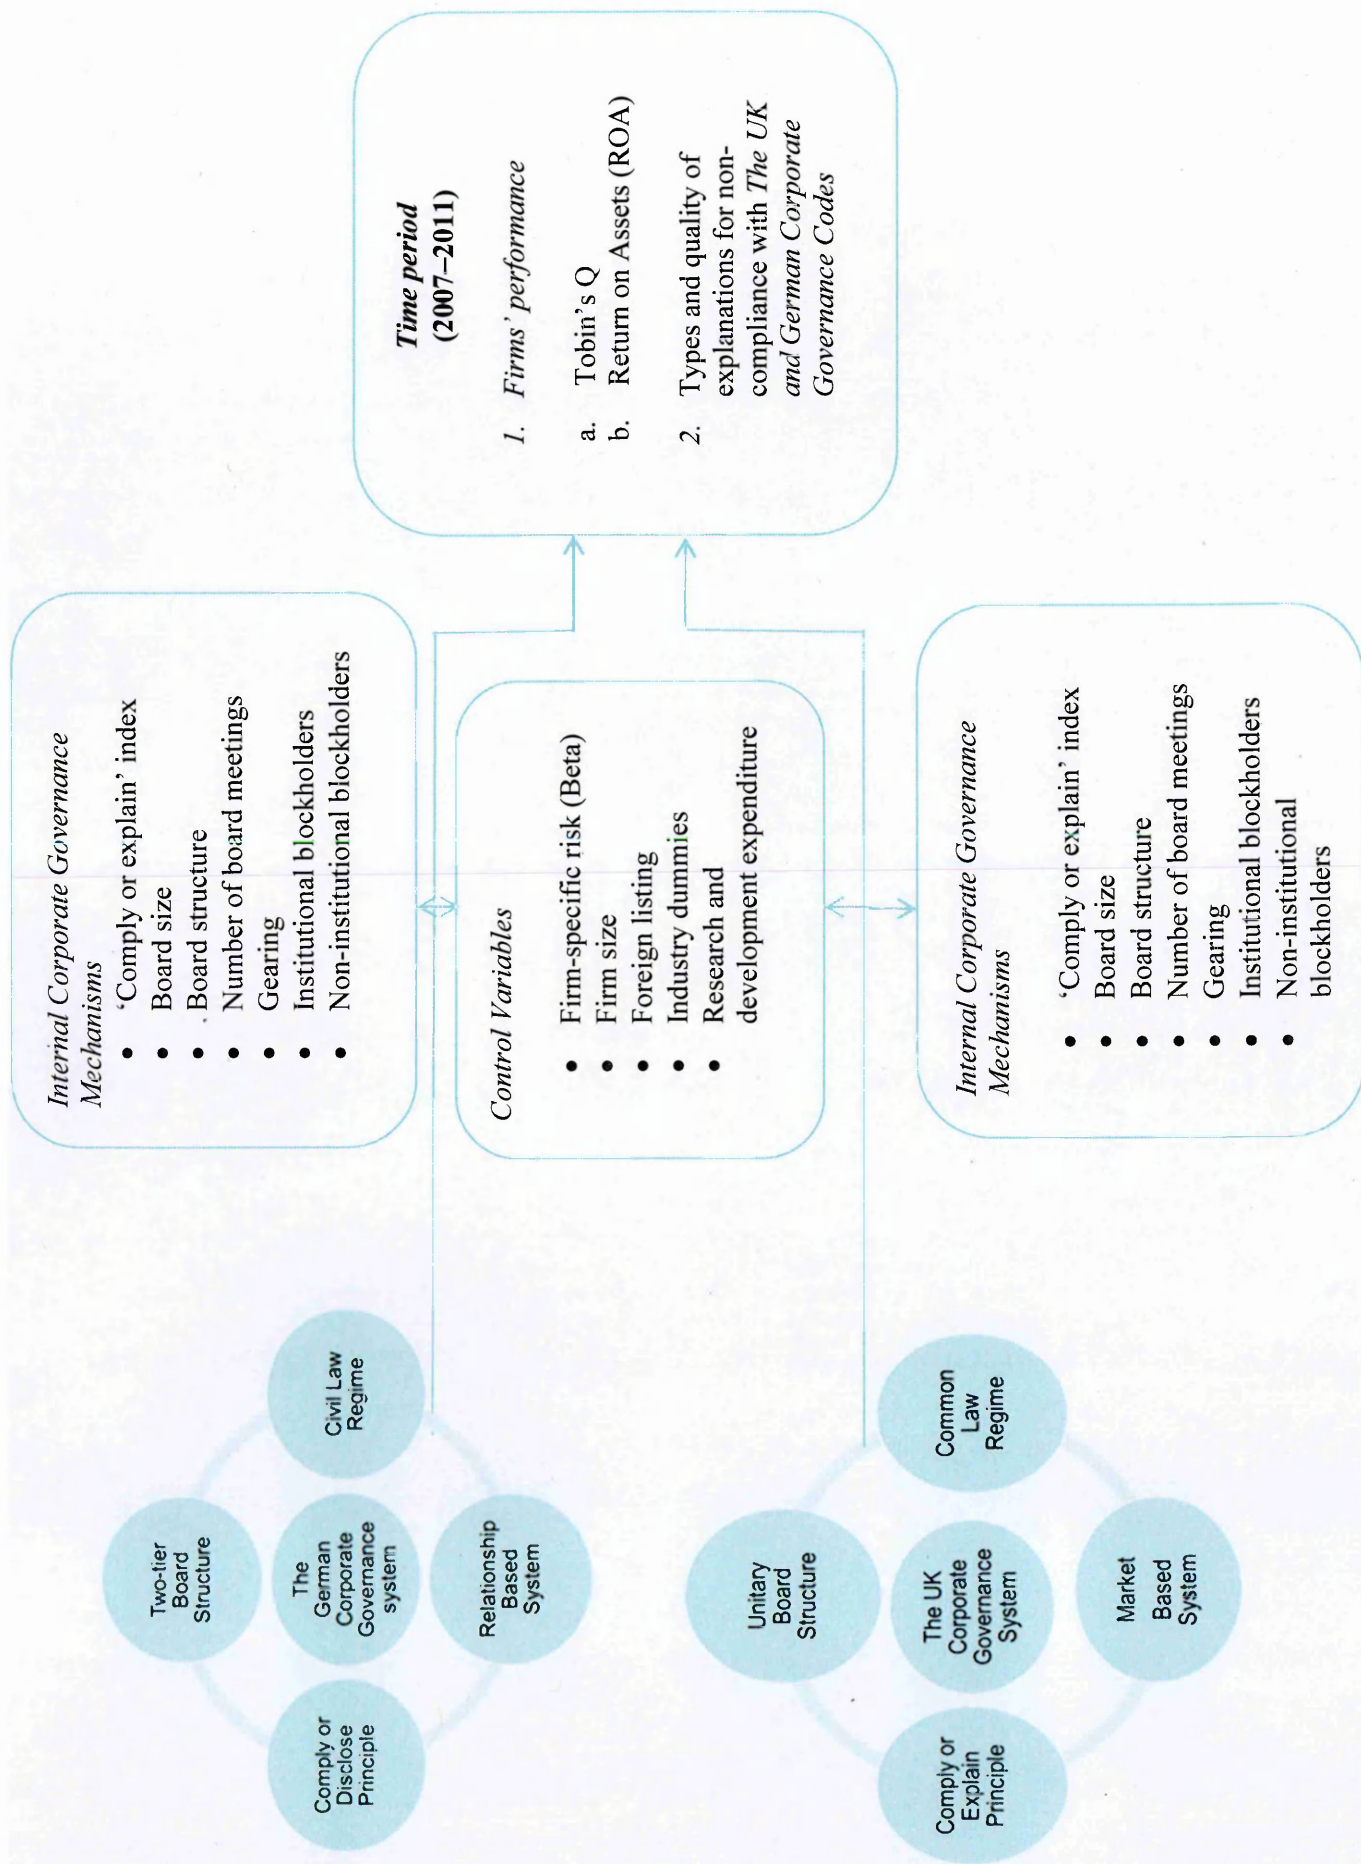 Two-tier
Board
Structure
Comply or
Disclose
Principle
The
German
Corporate
Governance
system
Civil Law
Regime
Relationship
Based
System
Unitary
Board
Structure
Comply or
Explain
Principle
The UK
Corporate
Governance
System
Common
Law
Regime
Market
Based
System
Internal Corporate Governance
Mechanisms
• ‘Comply or explain’ index
• Board size
• Board structure
• Number of board meetings
• Gearing
• Institutional blockholders
• Non-institutional blockholders
Control Variables
• Firm-specific risk (Beta)
• Firm size
• Foreign listing
• Industry dummies
• Research and
development expenditure
Internal Corporate Governance
Mechanisms
• ‘Comply or explain’ index
• Board size
• Board structure
• Number of board meetings
• Gearing
• Institutional blockholders
• Non-institutional
blockholders
Time period
(2007–2011)
1. Firms’ performance
a. Tobin’s Q
b. Return on Assets (ROA)
2. Types and quality of
explanations for non-
compliance with The UK
and German Corporate
Governance Codes